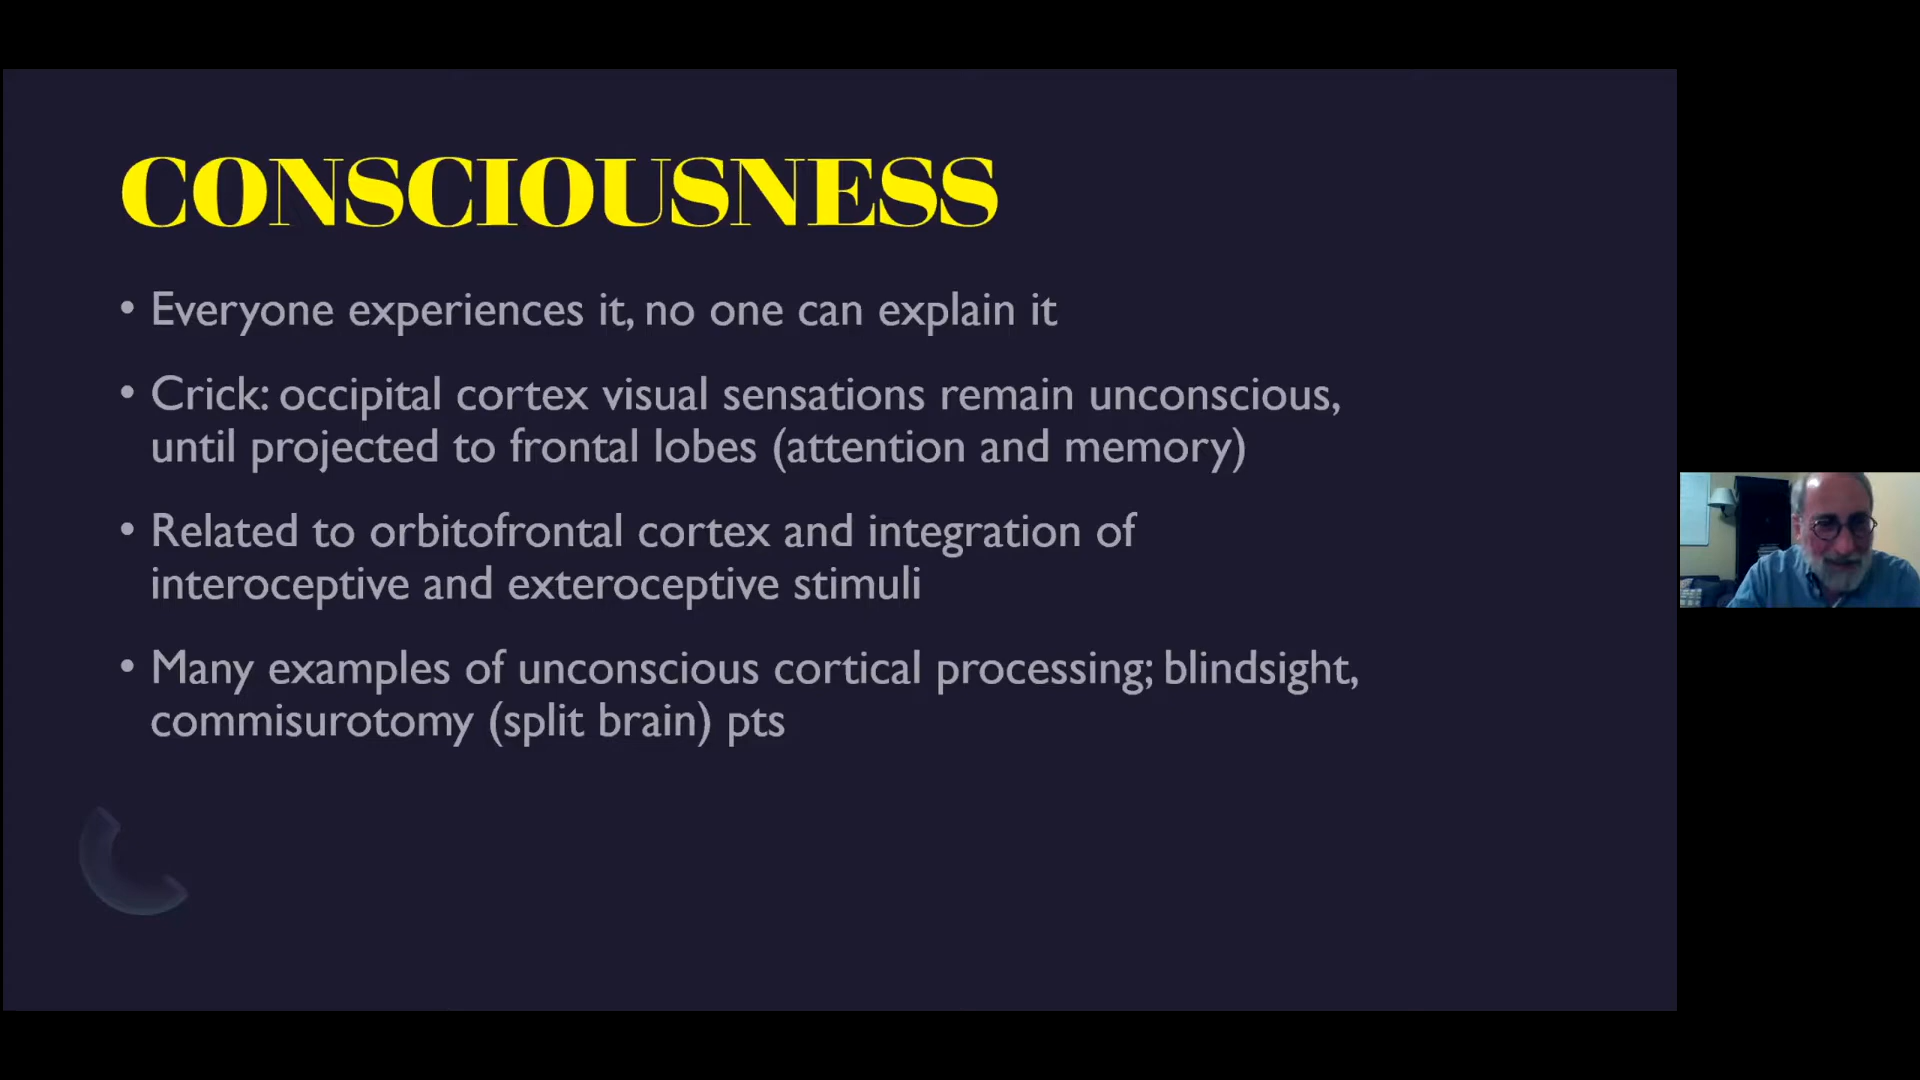 CONSCIOUSNESS
• Everyone experiences it, no one can explain it
• Crick: occipital cortex visual sensations remain unconscious,
until projected to frontal lobes (attention and memory)
• Related to orbitofrontal cortex and integration of
interoceptive and exteroceptive stimuli
• Many examples of unconscious cortical processing; blindsight,
commisurotomy (split brain) pts